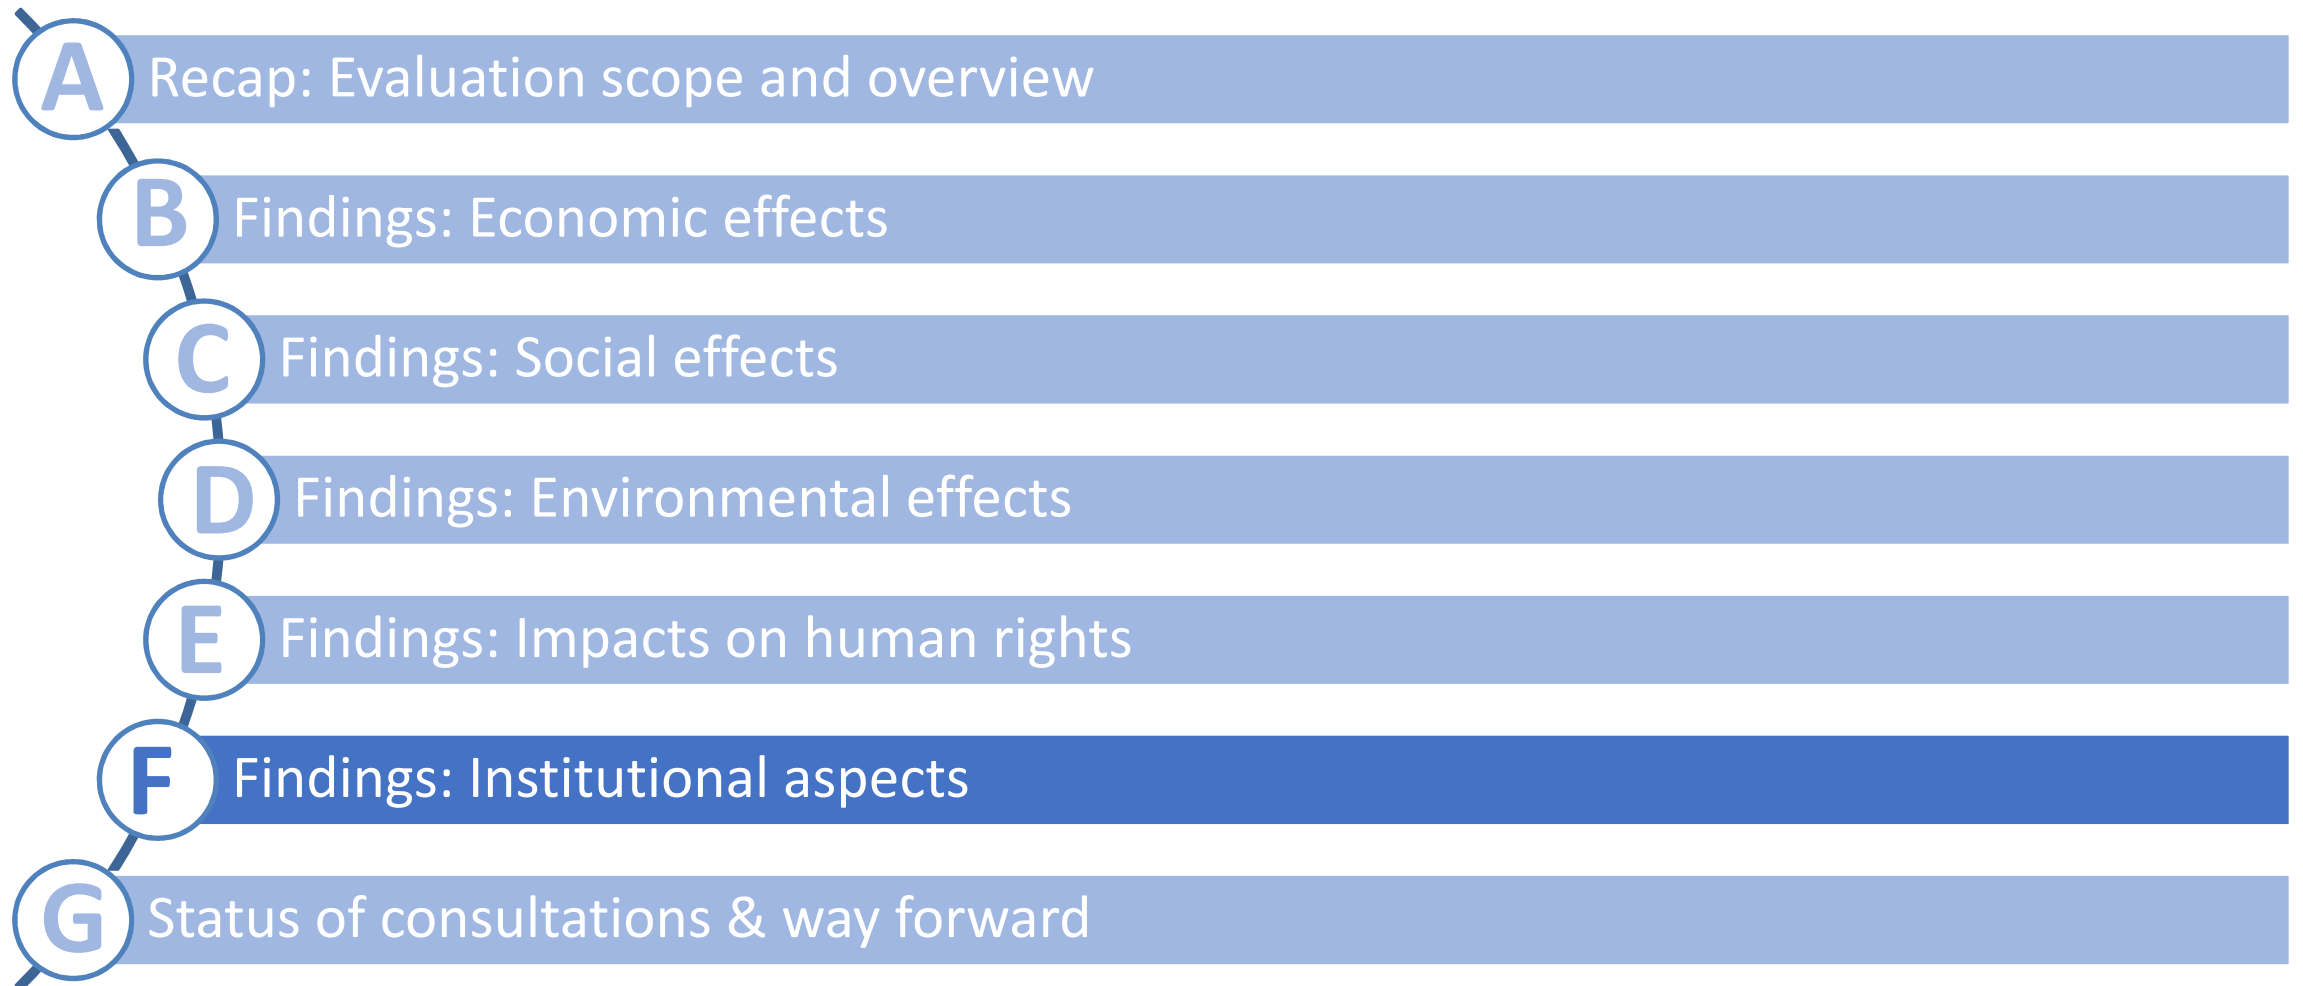 A Recap: Evaluation scope and overview
B Findings: Economic effects
C Findings: Social effects
D Findings: Environmental effects
E Findings: Impacts on human rights
F Findings: Institutional aspects
G Status of consultations & way forward